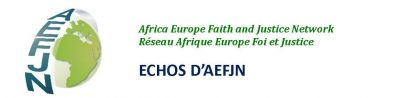 AEFJN
Africa Europe Faith and Justice Network
Réseau Afrique Europe Foi et Justice
ECHOS D'AEFJN